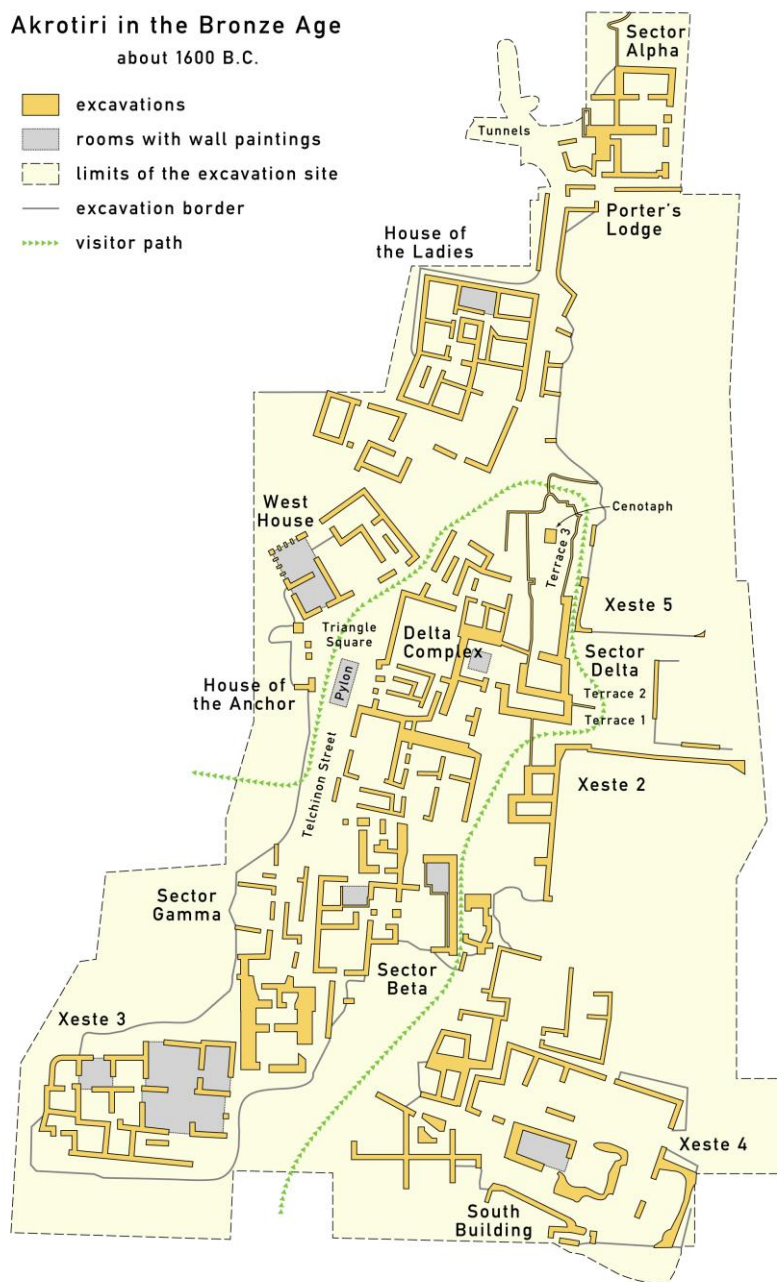 Akrotiri in the Bronze Age
about 1600 B.C.
excavations
rooms with wall paintings
limits of the excavation site
excavation border
visitor path
Sector
Alpha
Tunnels
Porter's
Lodge
House of
the Ladies
West
House
Cenotaph
Terrace 3
Xeste 5
Triangle
Square
Delta
Complex
Sector
Delta
Pylon
House of
the Anchor
Terrace 2
Terrace 1
Telchinon Street
Xeste 2
Sector
Gamma
Sector
Beta
Xeste 3
Xeste 4
South
Building